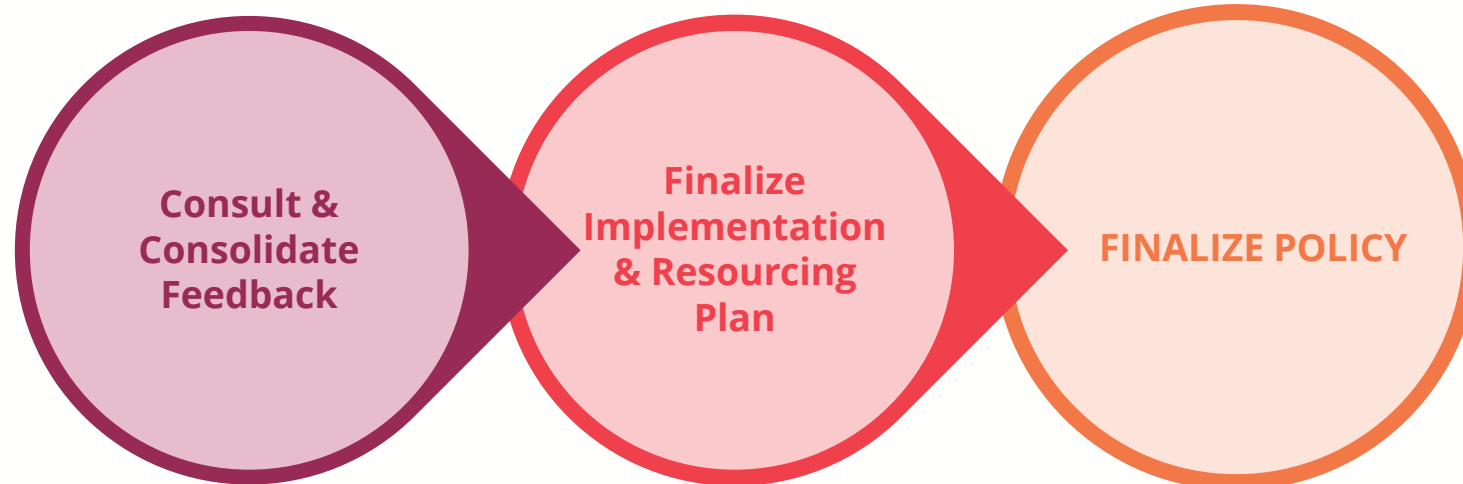 Consult &
Consolidate
Feedback
Finalize
Implementation
& Resourcing
Plan
FINALIZE POLICY